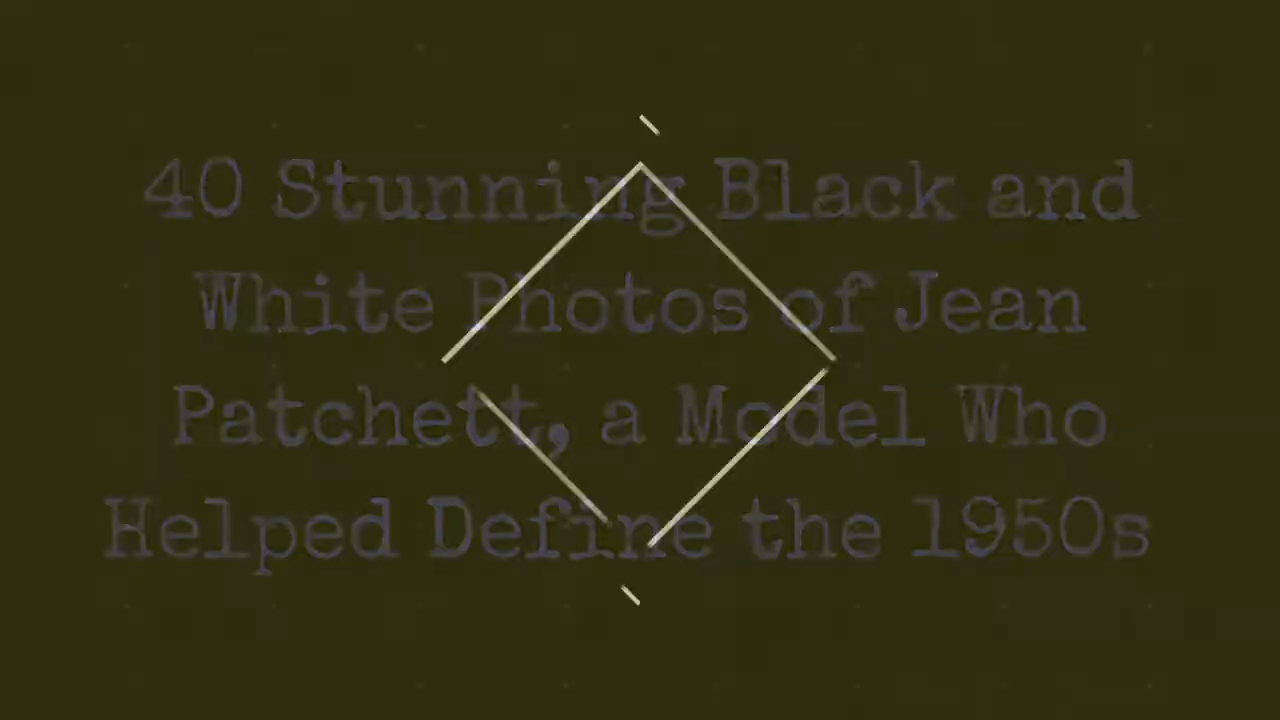 40 Stunning Black and
White Photos of Jean
Patchett, a Model Who
Helped Define the 1950s